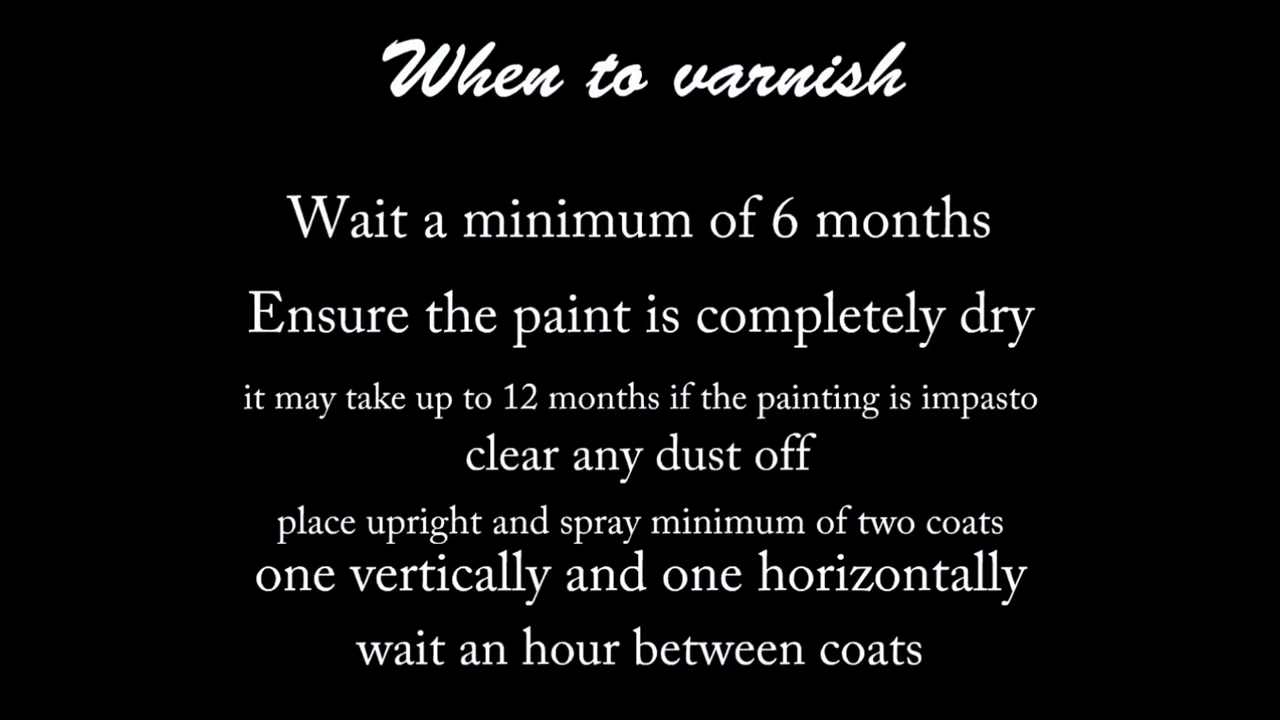 When to varnish
Wait a minimum of 6 months
Ensure the paint is completely dry
it may take up to 12 months if the painting is impasto
clear any dust off
place upright and spray minimum of two coats
one vertically and one horizontally
wait an hour between coats